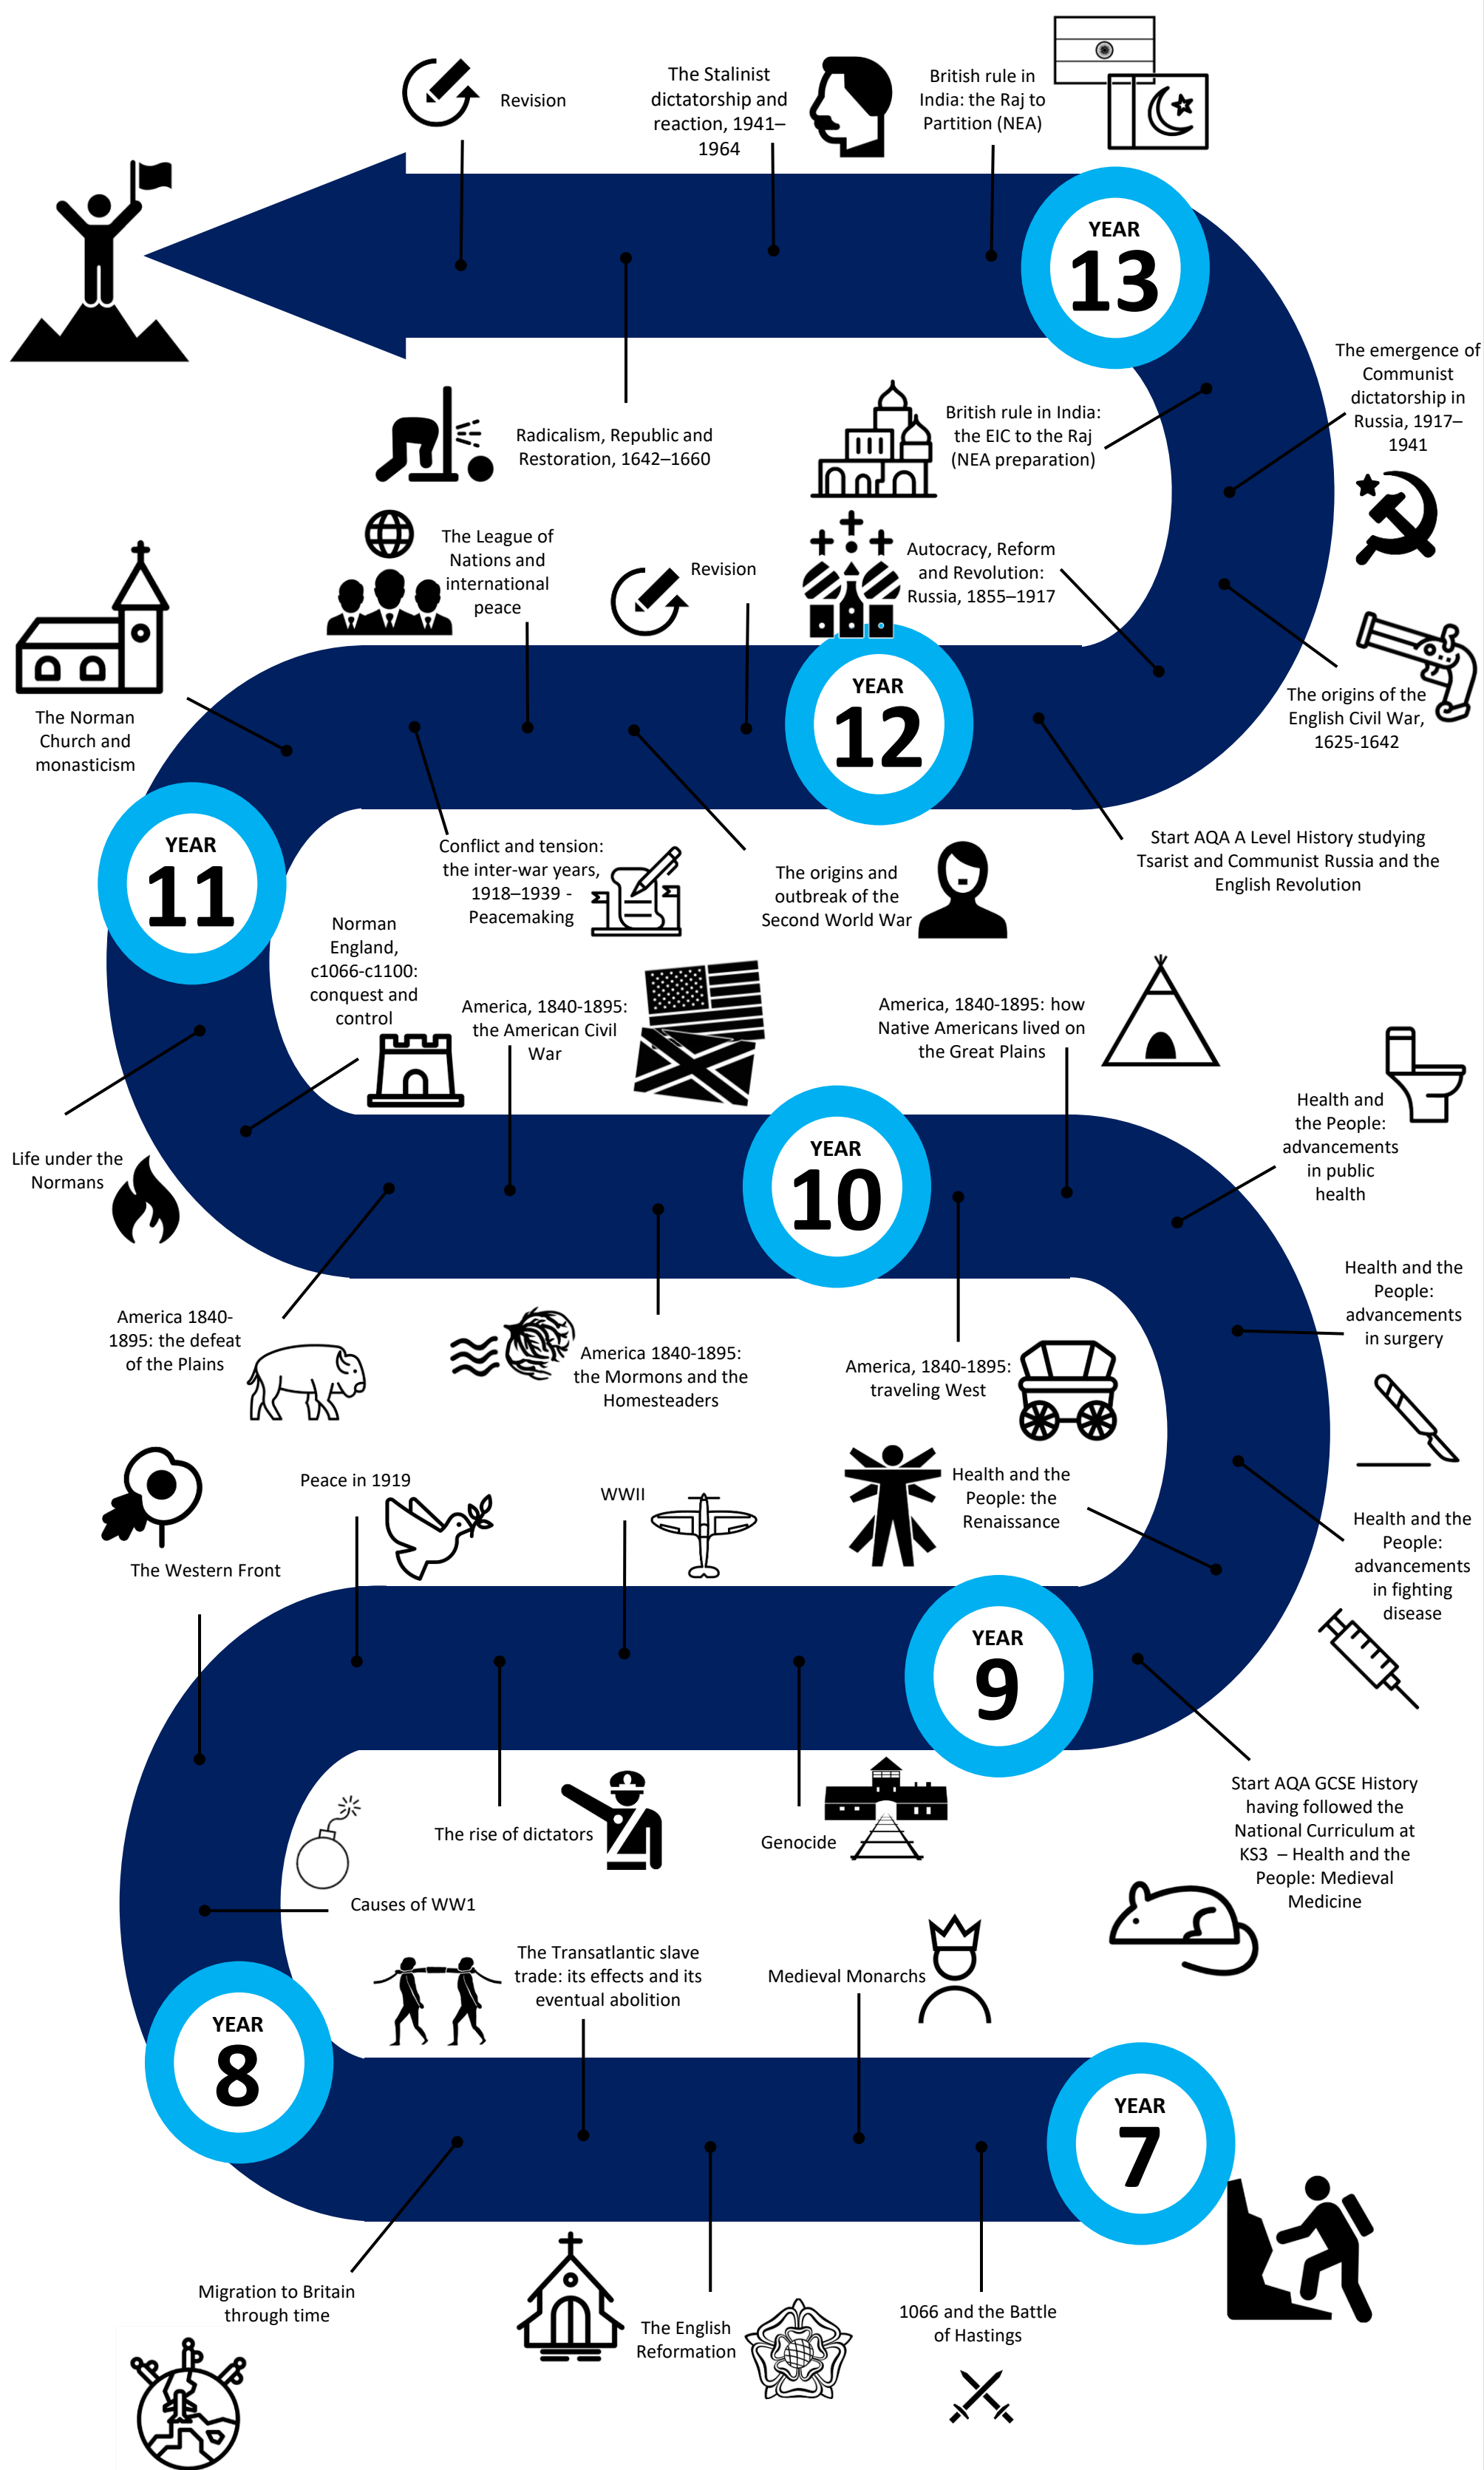 Revision
The Stalinist
dictatorship and
reaction, 1941–
1964
British rule in
India: the Raj to
Partition (NEA)
YEAR
13
The emergence of
Communist
dictatorship in
Russia, 1917–
1941
British rule in India:
the EIC to the Raj
(NEA preparation)
Radicalism, Republic and
Restoration, 1642–1660
The League of
Nations and
international
peace
Revision
Autocracy, Reform
and Revolution:
Russia, 1855–1917
The origins of the
English Civil War,
1625-1642
The Norman
Church and
monasticism
YEAR
12
YEAR
11
Conflict and tension:
the inter-war years,
1918–1939 -
Peacemaking
The origins and
outbreak of the
Second World War
Start AQA A Level History studying
Tsarist and Communist Russia and the
English Revolution
Norman
England,
c1066-c1100:
conquest and
control
America, 1840-1895:
the American Civil
War
America, 1840-1895: how
Native Americans lived on
the Great Plains
Health and
the People:
advancements
in public
health
Life under the
Normans
YEAR
10
Health and the
People:
advancements
in surgery
America 1840-
1895: the defeat
of the Plains
America 1840-1895:
the Mormons and the
Homesteaders
America, 1840-1895:
traveling West
Health and the
People: the
Renaissance
Health and the
People:
advancements
in fighting
disease
The Western Front
Peace in 1919
WWII
YEAR
9
The rise of dictators
Genocide
Start AQA GCSE History
having followed the
National Curriculum at
KS3 – Health and the
People: Medieval
Medicine
Causes of WW1
The Transatlantic slave
trade: its effects and its
eventual abolition
Medieval Monarchs
YEAR
8
YEAR
7
Migration to Britain
through time
The English
Reformation
1066 and the Battle
of Hastings